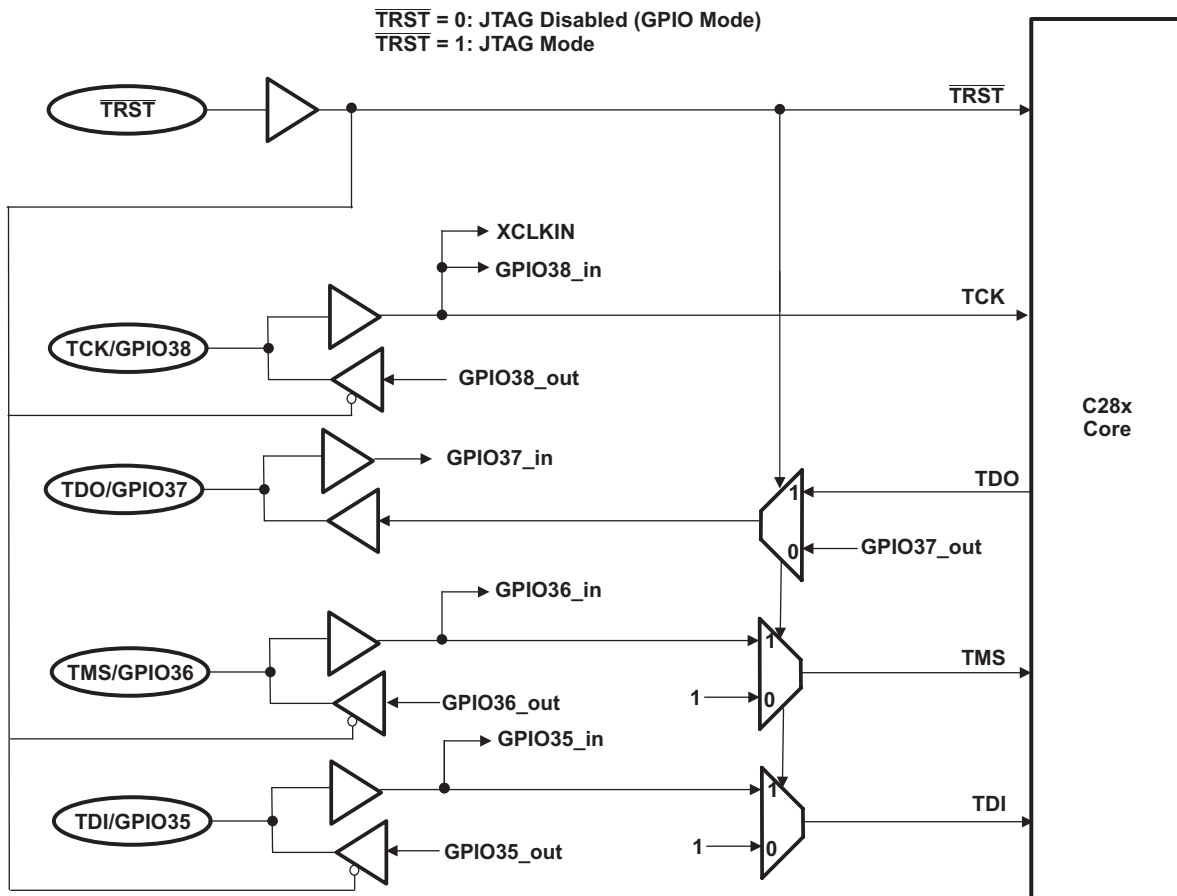 TRST = 0: JTAG Disabled (GPIO Mode)
TRST = 1: JTAG Mode
TRST
TRST
XCLKIN
GPIO38_in
TCK
TCK/GPIO38
GPIO38_out
C28x
Core
GPIO37_in
TDO
TDO/GPIO37
1
0
GPIO37_out
GPIO36_in
1
TMS/GPIO36
TMS
GPIO36_out
1
0
GPIO35_in
1
TDI/GPIO35
TDI
GPIO35_out
1
0